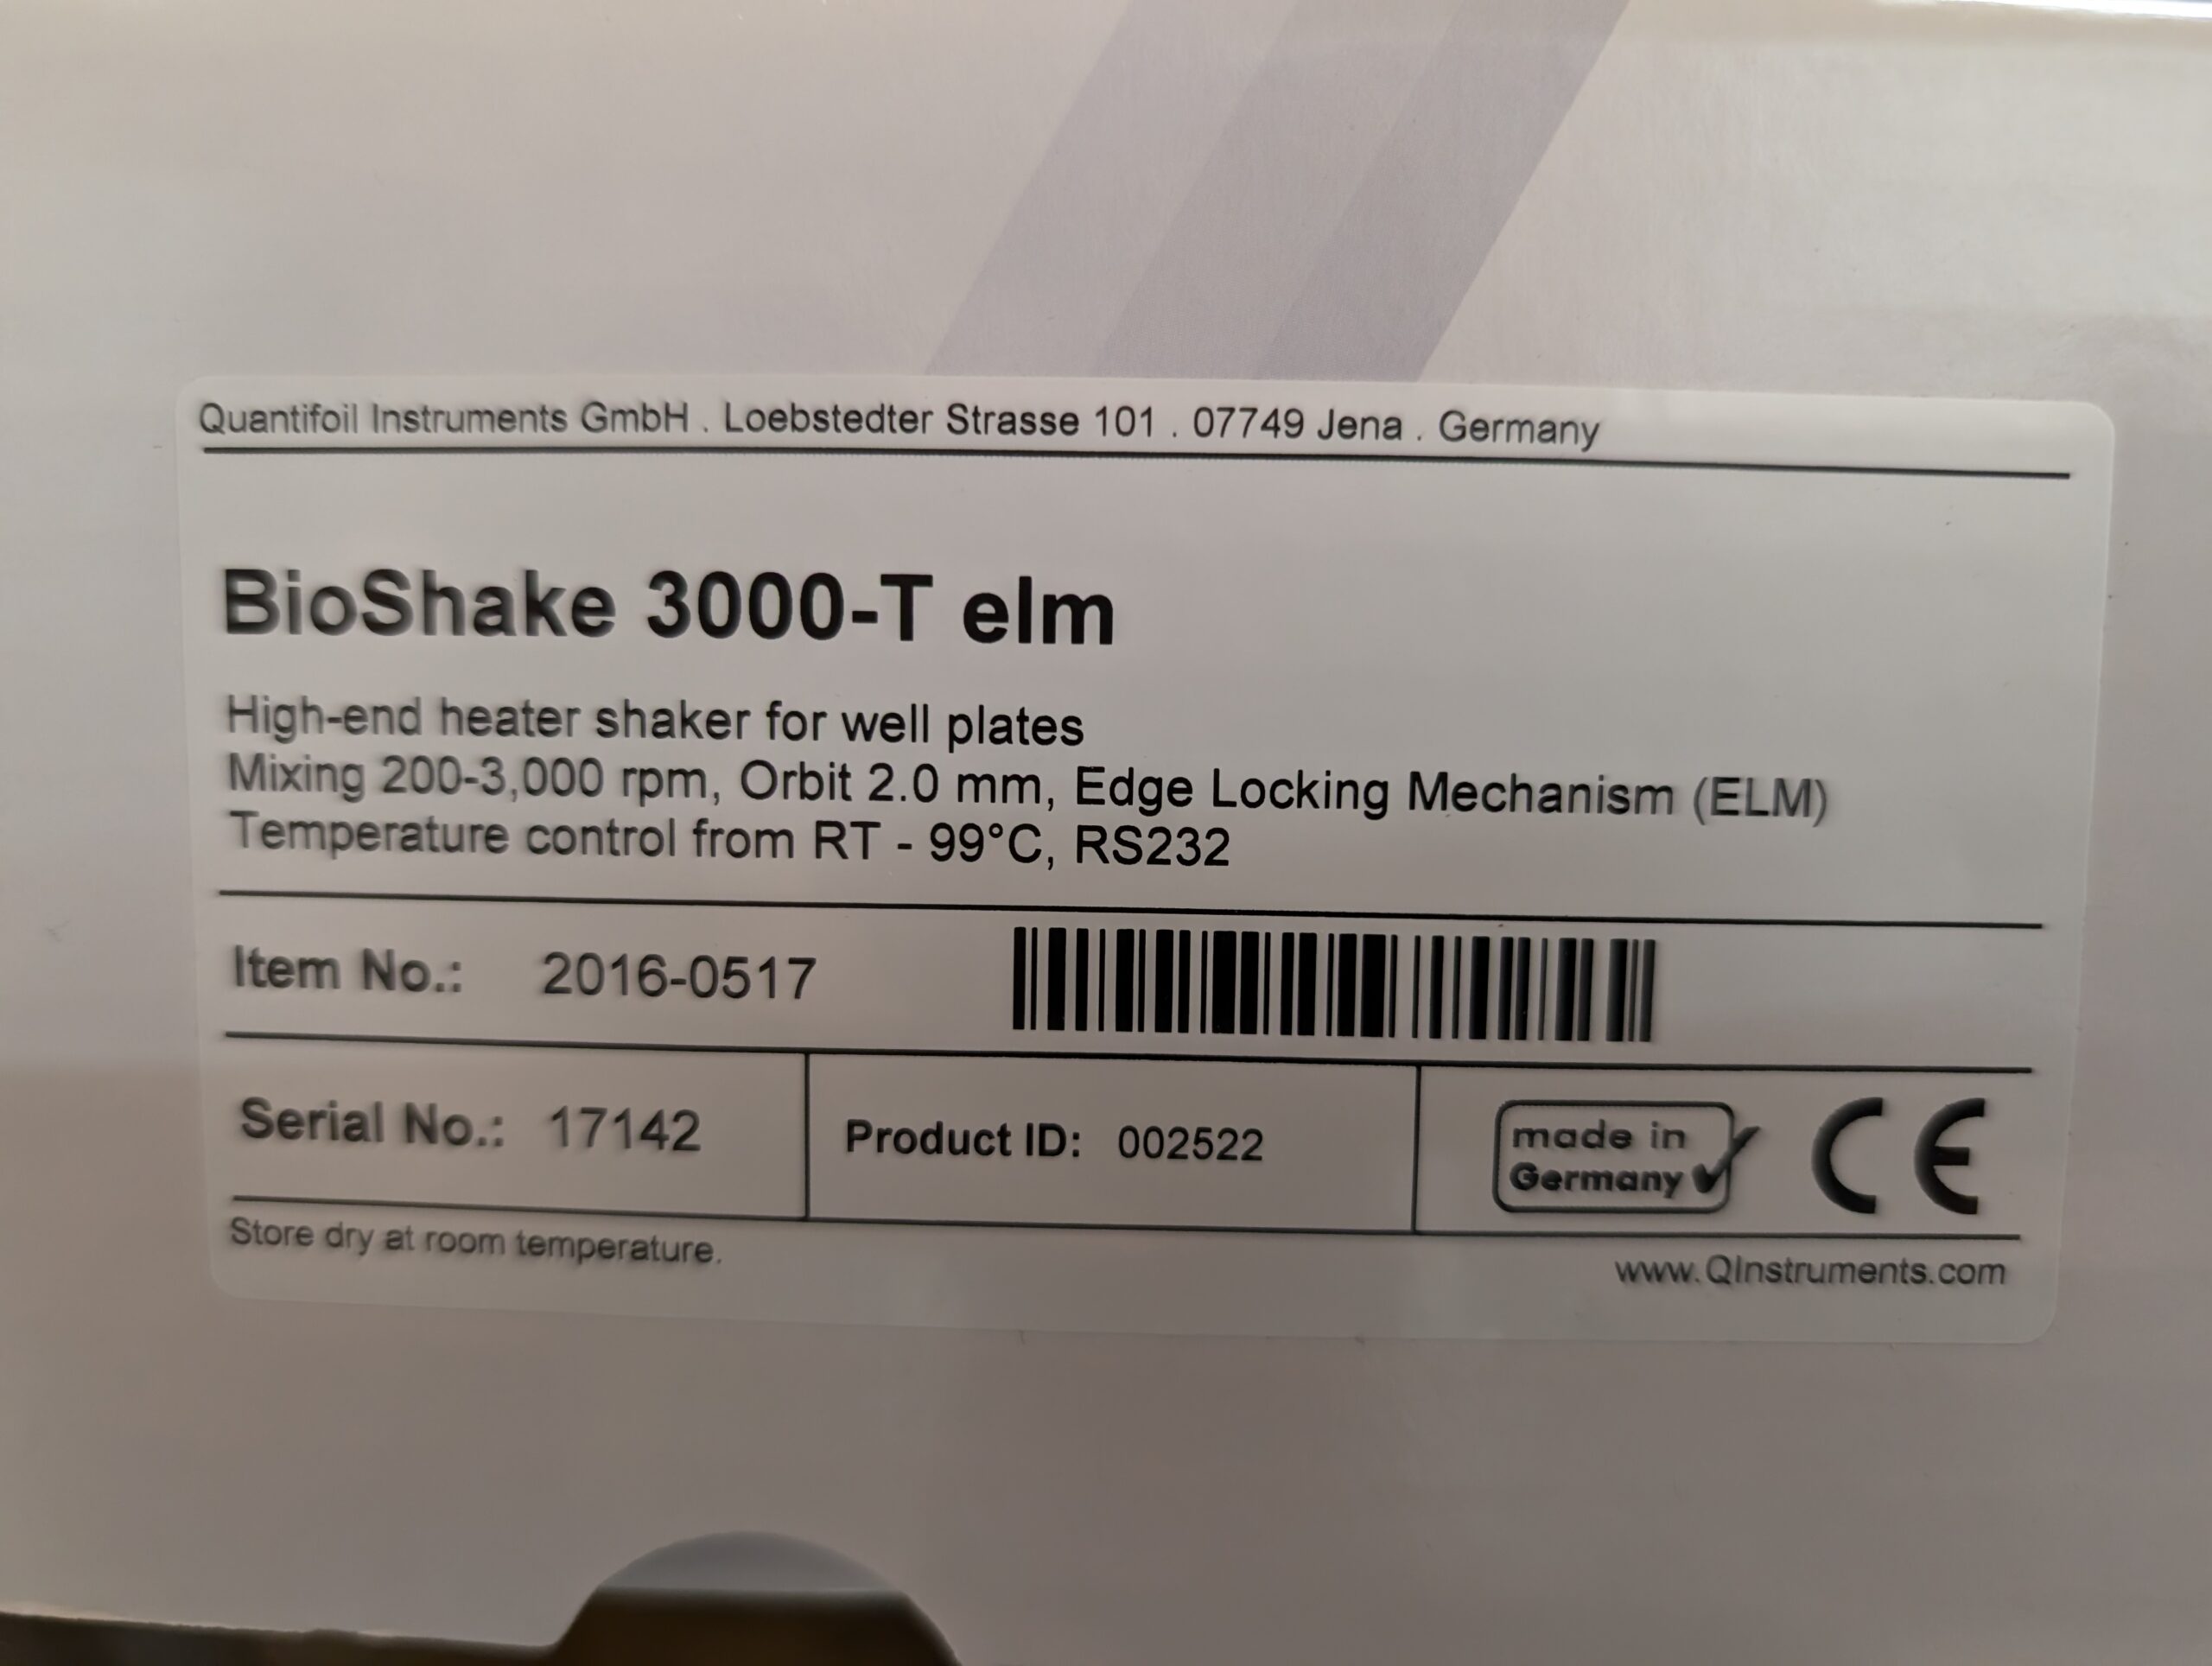 Quantifoil Instruments GmbH . Loebstedter Strasse 101 . 07749 Jena . Germany
BioShake 3000-T elm
High-end heater shaker for well plates
Mixing 200-3,000 rpm, Orbit 2.0 mm, Edge Locking Mechanism (ELM)
Temperature control from RT - 99°C, RS232
Item No.: 2016-0517
Serial No.: 17142
Product ID: 002522
made in
Germany
CE
Store dry at room temperature.
www.QInstruments.com